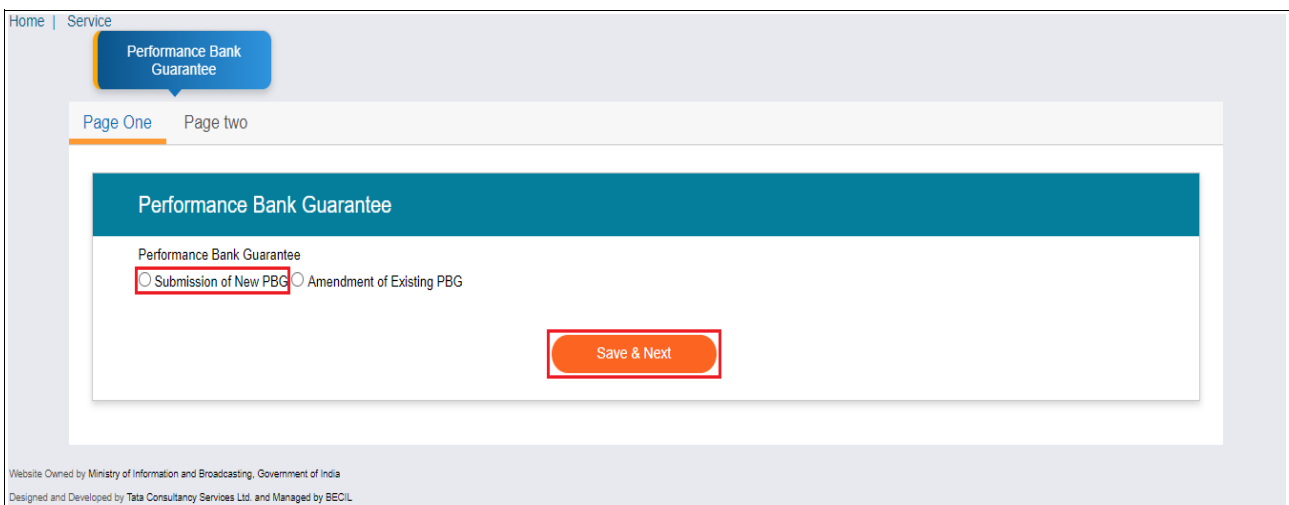 Home | Service
Performance Bank
Guarantee
Page One Page two
Performance Bank Guarantee
Performance Bank Guarantee
Submission of New PBG Amendment of Existing PBG
Save & Next
Website Owned by Ministry of Information and Broadcasting, Government of India
Designed and Developed by Tata Consultancy Services Ltd. and Managed by BECIL